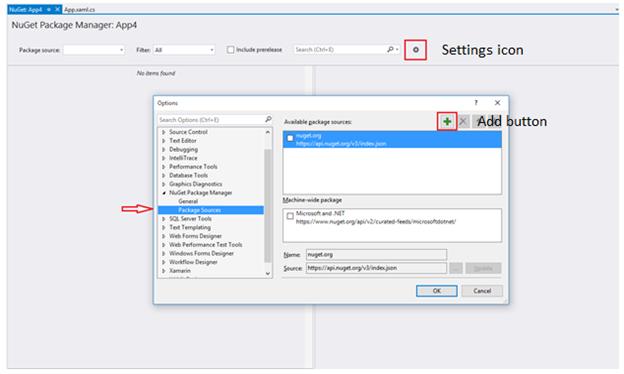 NuGet: App4 App.xaml.cs
NuGet Package Manager: App4
Package source: Filter: All Include prerelease Search (Ctrl+E) Settings icon
No items found
Options
Search Options (Ctrl+E) Available package sources: Add button
Source Control
Text Editor
Debugging
IntelliTrace
Performance Tools
Database Tools
Graphics Diagnostics
NuGet Package Manager
General
Package Sources
SQL Server Tools
Text Templating
Web Forms Designer
Web Performance Test Tools
Windows Forms Designer
Workflow Designer
Xamarin
nuget.org
https://api.nuget.org/v3/index.json
Machine-wide package
Microsoft and .NET
https://www.nuget.org/api/v2/curated-feeds/microsoftdotnet/
Name: nuget.org
Source: https://api.nuget.org/v3/index.json ... Update
OK Cancel